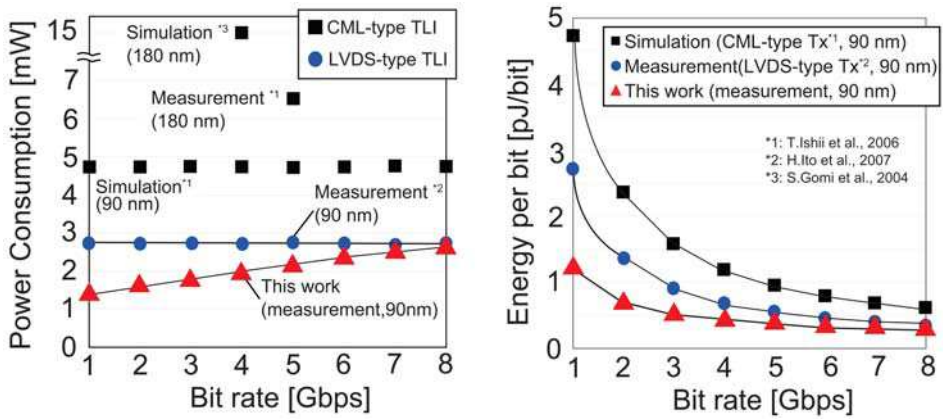 Power Consumption [mW]
15
7
6
5
4
3
2
1
0
Simulation *3
(180 nm)
CML-type TLI
LVDS-type TLI
Measurement *1
(180 nm)
Simulation*1
(90 nm)
Measurement *2
(90 nm)
This work
(measurement,90nm)
1 2 3 4 5 6 7 8
Bit rate [Gbps]
Energy per bit [pJ/bit]
5
4
3
2
1
0
Simulation (CML-type Tx*1, 90 nm)
Measurement(LVDS-type Tx*2, 90 nm)
This work (measurement, 90 nm)
*1: T.Ishii et al., 2006
*2: H.Ito et al., 2007
*3: S.Gomi et al., 2004
1 2 3 4 5 6 7 8
Bit rate [Gbps]